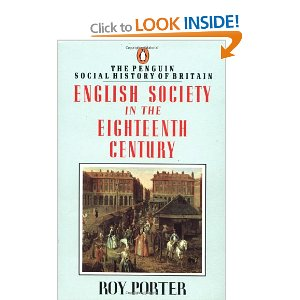 Click to LOOK INSIDE!
THE PENGUIN
SOCIAL HISTORY OF BRITAIN
ENGLISH SOCIETY
IN THE
EIGHTEENTH
CENTURY
ROY PORTER